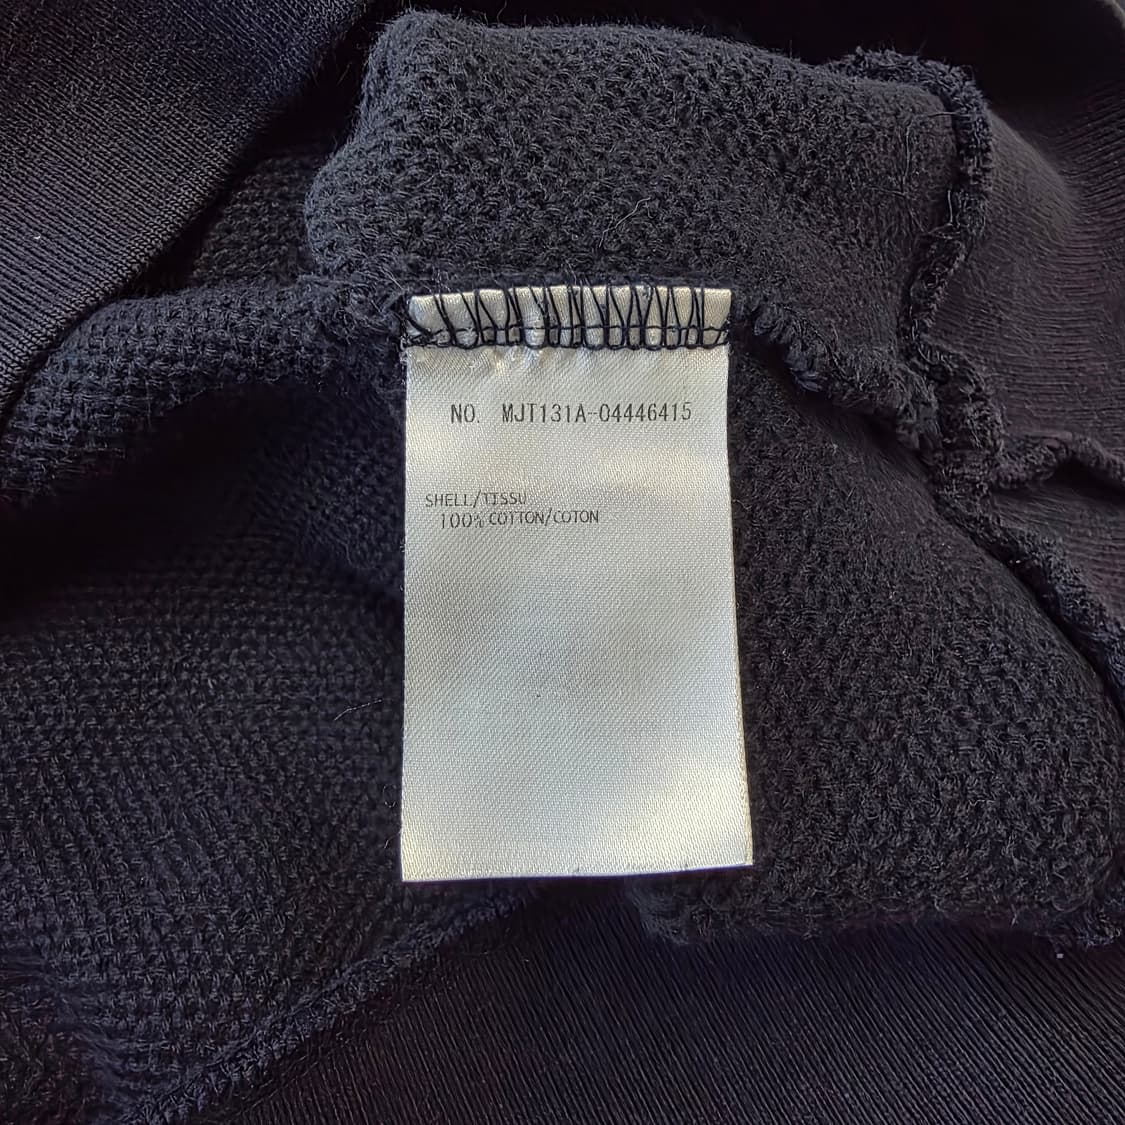 NO. MJT131A-04446415
SHELL/TISSU
100% COTTON/COTON